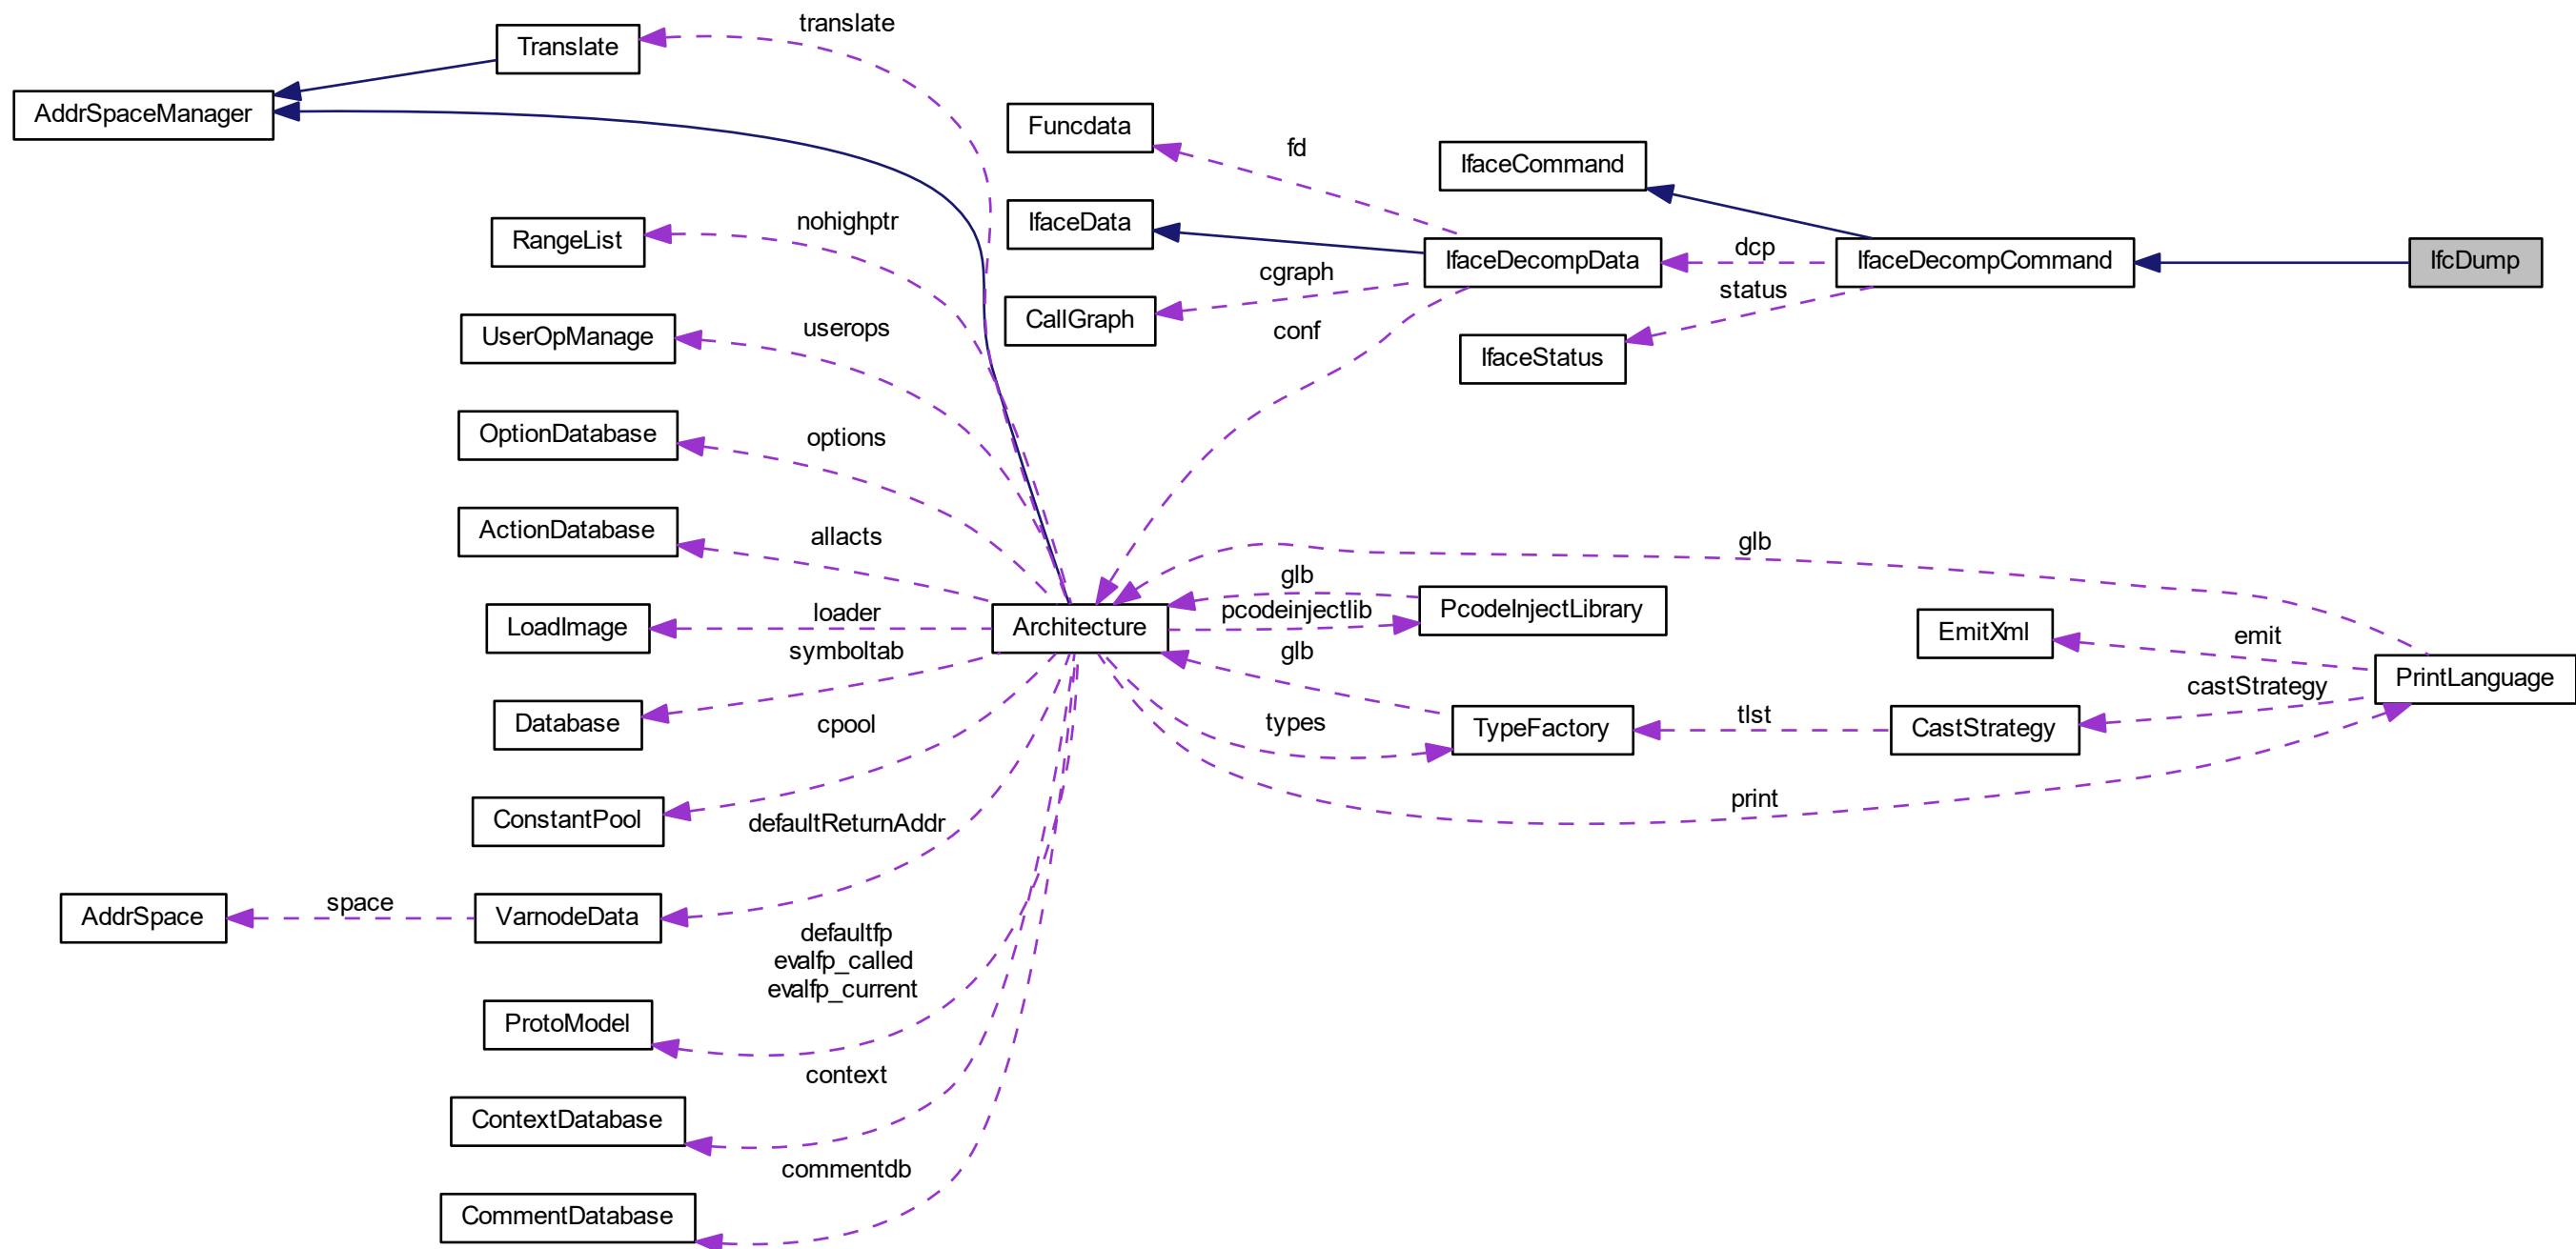 translate
Translate
AddrSpaceManager
Funcdata
fd
IfaceCommand
nohighptr
RangeList
IfaceData
IfaceDecompData
dcp
IfaceDecompCommand
IfcDump
cgraph
status
CallGraph
conf
IfaceStatus
userops
UserOpManage
options
OptionDatabase
allacts
ActionDatabase
glb
glb
loader
LoadImage
Architecture
pcodeinjectlib
PcodeInjectLibrary
symboltab
glb
EmitXml
emit
PrintLanguage
castStrategy
Database
cpool
types
TypeFactory
tlst
CastStrategy
print
ConstantPool
defaultReturnAddr
AddrSpace
space
VarnodeData
defaultfp
evalfp_called
evalfp_current
ProtoModel
context
ContextDatabase
commentdb
CommentDatabase